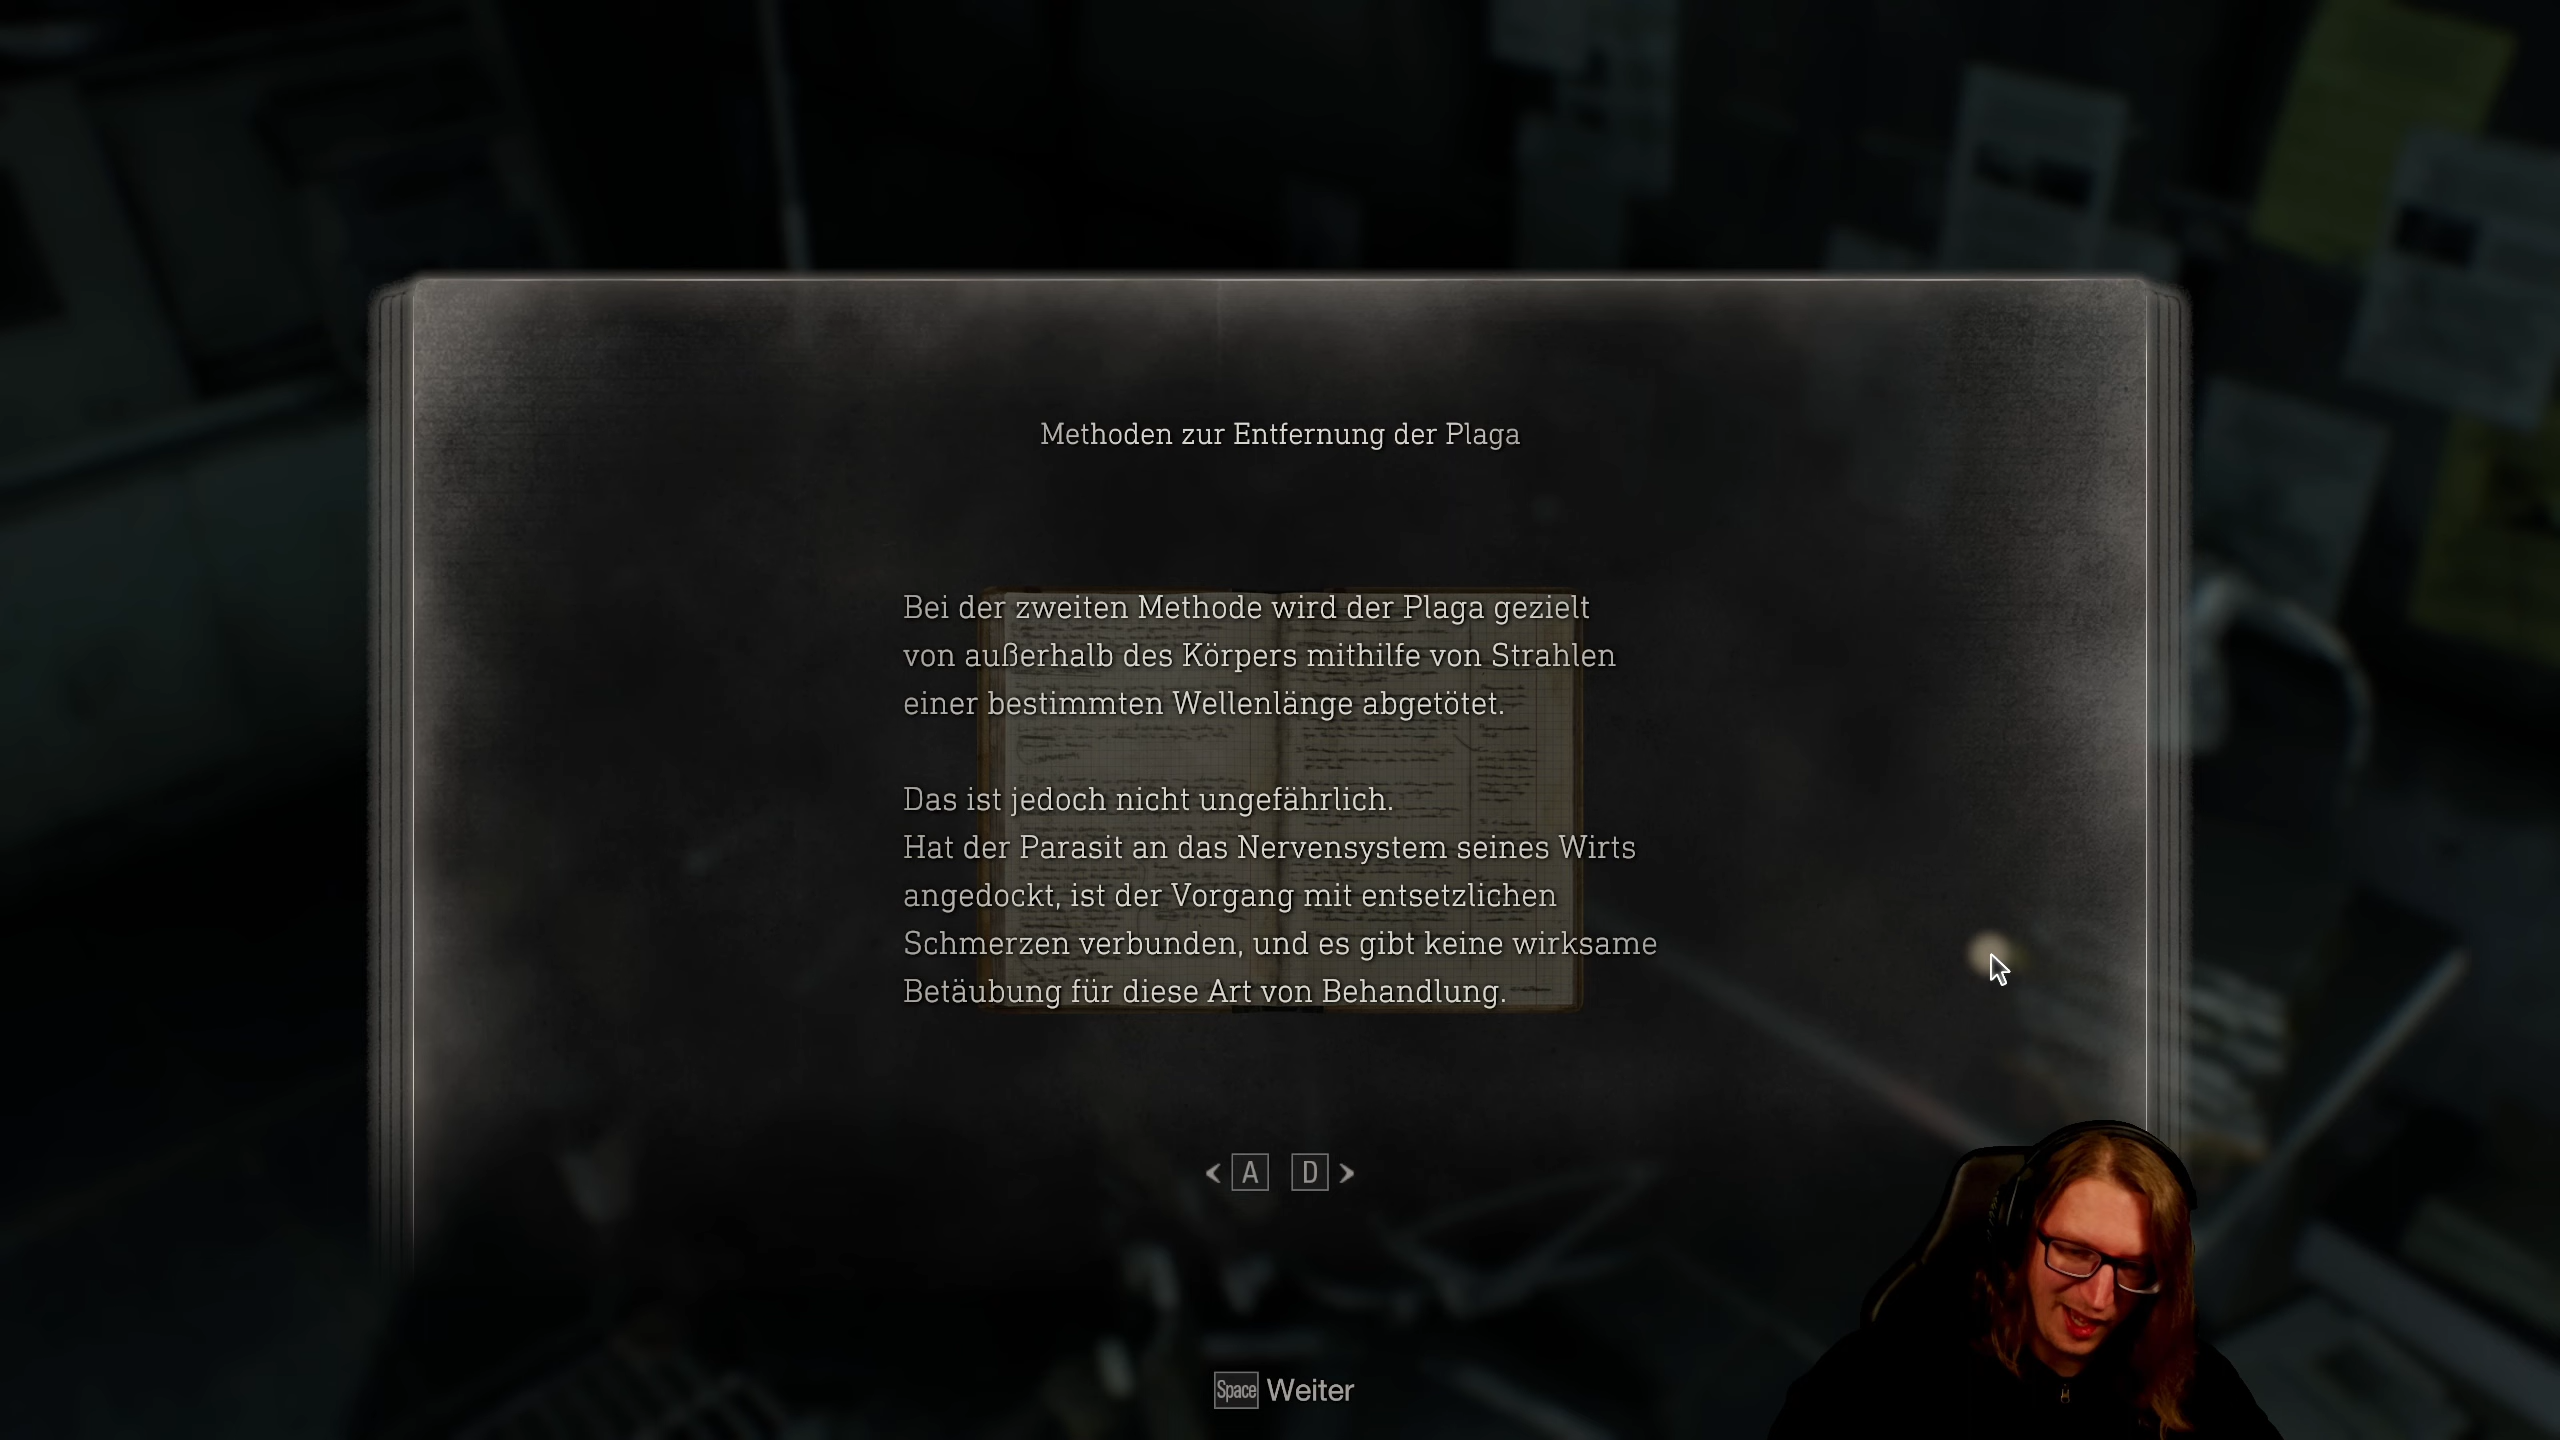 Methoden zur Entfernung der Plaga
Bei der zweiten Methode wird der Plaga gezielt
von außerhalb des Körpers mithilfe von Strahlen
einer bestimmten Wellenlänge abgetötet.
Das ist jedoch nicht ungefährlich.
Hat der Parasit an das Nervensystem seines Wirts
angedockt, ist der Vorgang mit entsetzlichen
Schmerzen verbunden, und es gibt keine wirksame
Betäubung für diese Art von Behandlung.
< A D >
Space Weiter